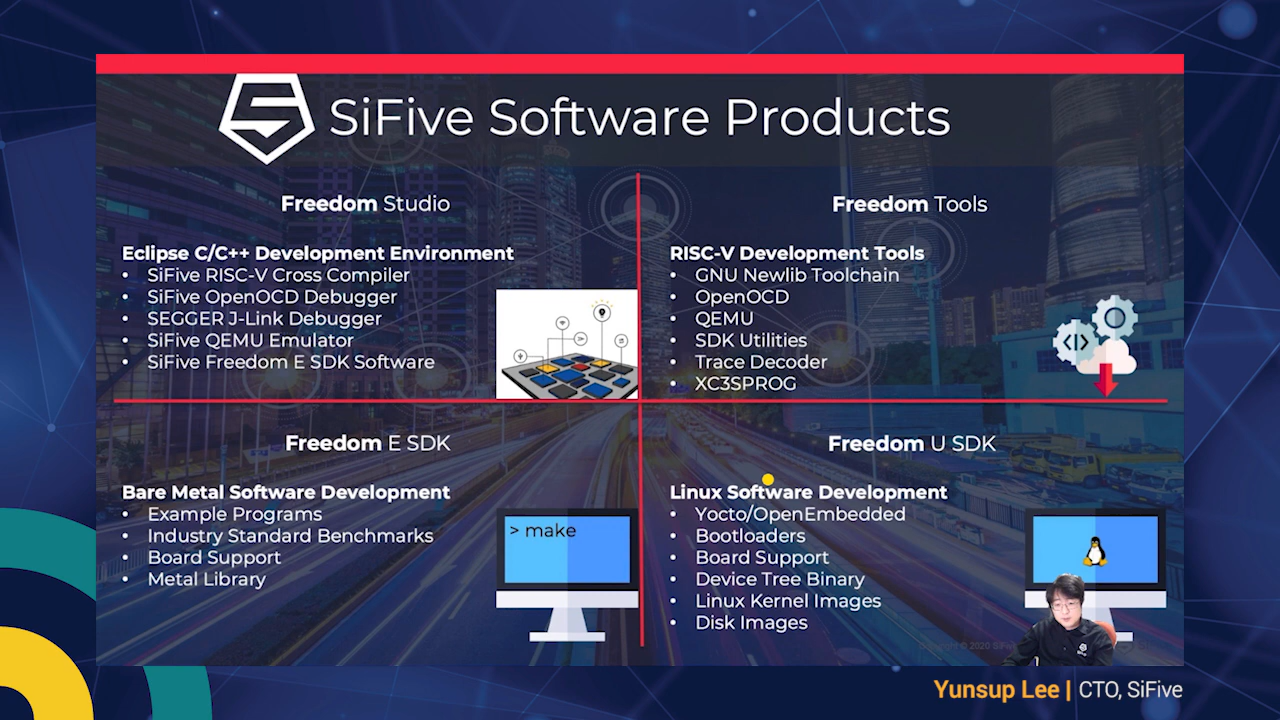 SiFive Software Products
Freedom Studio
Eclipse C/C++ Development Environment
• SiFive RISC-V Cross Compiler
• SiFive OpenOCD Debugger
• SEGGER J-Link Debugger
• SiFive QEMU Emulator
• SiFive Freedom E SDK Software
Freedom Tools
RISC-V Development Tools
• GNU Newlib Toolchain
• OpenOCD
• QEMU
• SDK Utilities
• Trace Decoder
• XC3SPROG
</>
Freedom E SDK
Bare Metal Software Development
• Example Programs
• Industry Standard Benchmarks
• Board Support
• Metal Library
> make
Freedom U SDK
Linux Software Development
• Yocto/OpenEmbedded
• Bootloaders
• Board Support
• Device Tree Binary
• Linux Kernel Images
• Disk Images
Yunsup Lee | CTO, SiFive